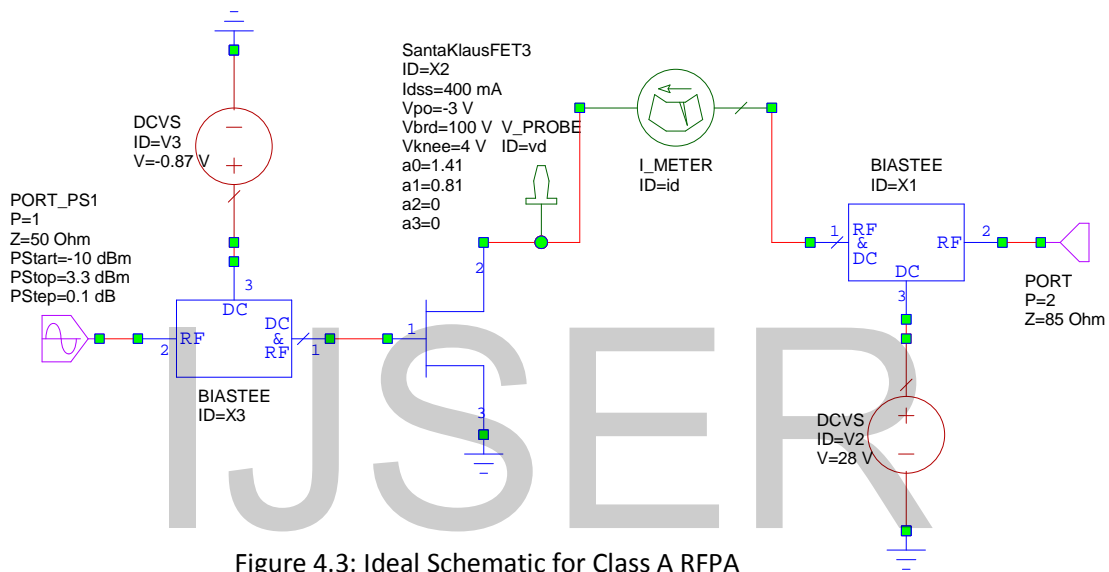 SantaKlausFET3
ID=X2
Idss=400 mA
Vpo=-3 V
Vbrd=100 V
Vknee=4 V
a0=1.41
a1=0.81
a2=0
a3=0
V_PROBE
ID=vd
DCVS
ID=V3
V=-0.87 V
I_METER
ID=id
BIASTEE
ID=X1
1
RF
&
DC
RF
2
DC
3
PORT_PS1
P=1
Z=50 Ohm
PStart=-10 dBm
PStop=3.3 dBm
PStep=0.1 dB
3
DC
2
RF
DC
&
RF
1
BIASTEE
ID=X3
1
2
3
PORT
P=2
Z=85 Ohm
DCVS
ID=V2
V=28 V
IJSER
Figure 4.3: Ideal Schematic for Class A RFPA